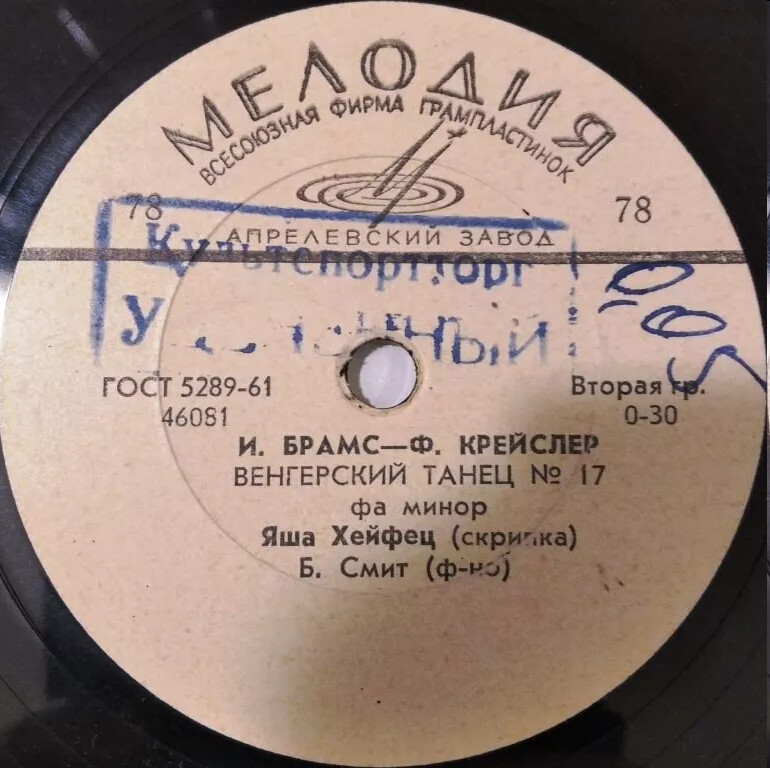 МЕЛОДИЯ
ВСЕСОЮЗНАЯ ФИРМА ГРАМПЛАСТИНОК
78 78
АПРЕЛЕВСКИЙ ЗАВОД
Культспортторг
ГОСТ 5289-61
46081
Вторая гр.
0-30
И. БРАМС—Ф. КРЕЙСЛЕР
ВЕНГЕРСКИЙ ТАНЕЦ № 17
фа минор
Яша Хейфец (скрипка)
Б. Смит (ф-но)